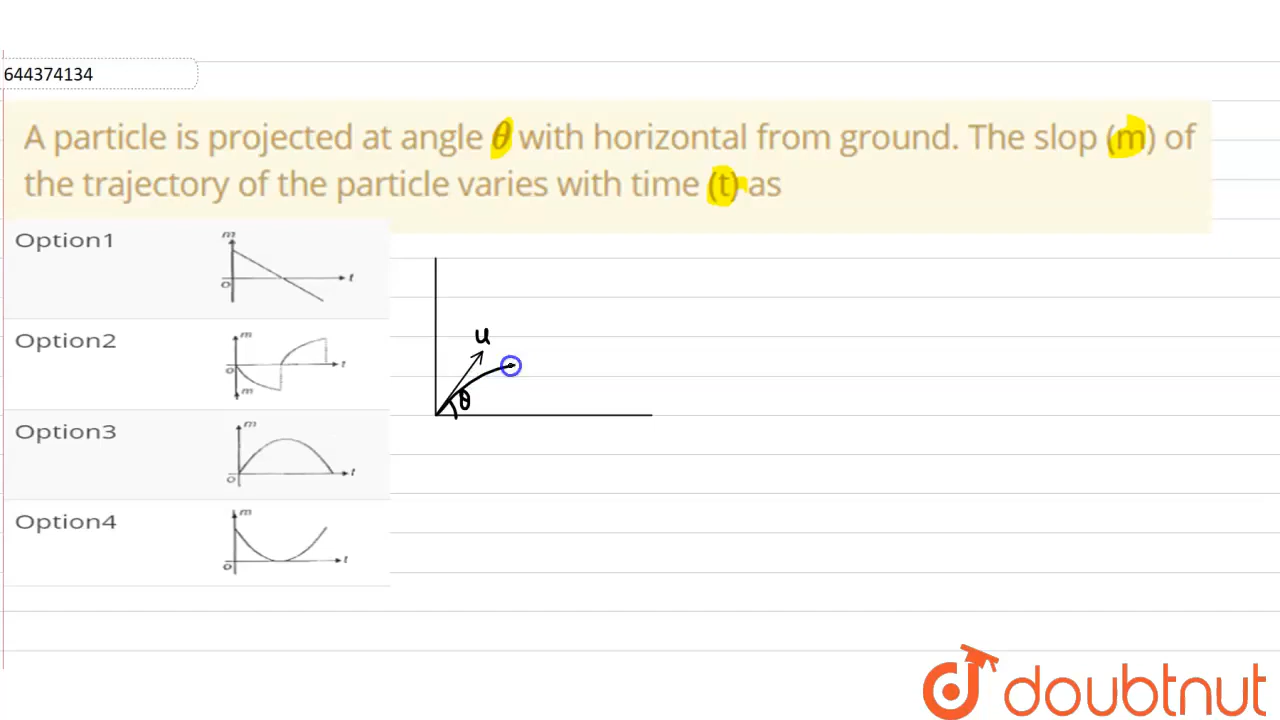 644374134
A particle is projected at angle θ with horizontal from ground. The slop (m) of
the trajectory of the particle varies with time (t) as
Option1
m
O
t
Option2
m
O
t
m
Option3
m
O
t
Option4
m
O
t
u
θ
doubtnut